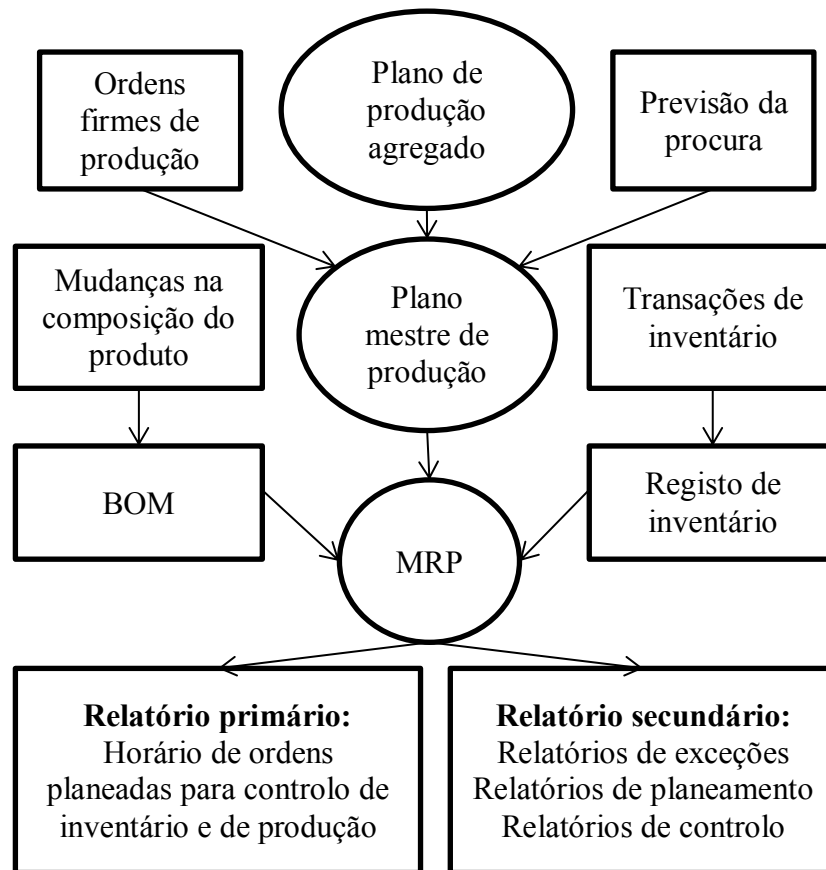 Ordens
firmes de
produção
Plano de
produção
agregado
Previsão da
procura
Mudanças na
composição do
produto
Plano
mestre de
produção
Transações de
inventário
BOM
Registo de
inventário
MRP
Relatório primário:
Horário de ordens
planeadas para controlo de
inventário e de produção
Relatório secundário:
Relatórios de exceções
Relatórios de planeamento
Relatórios de controlo